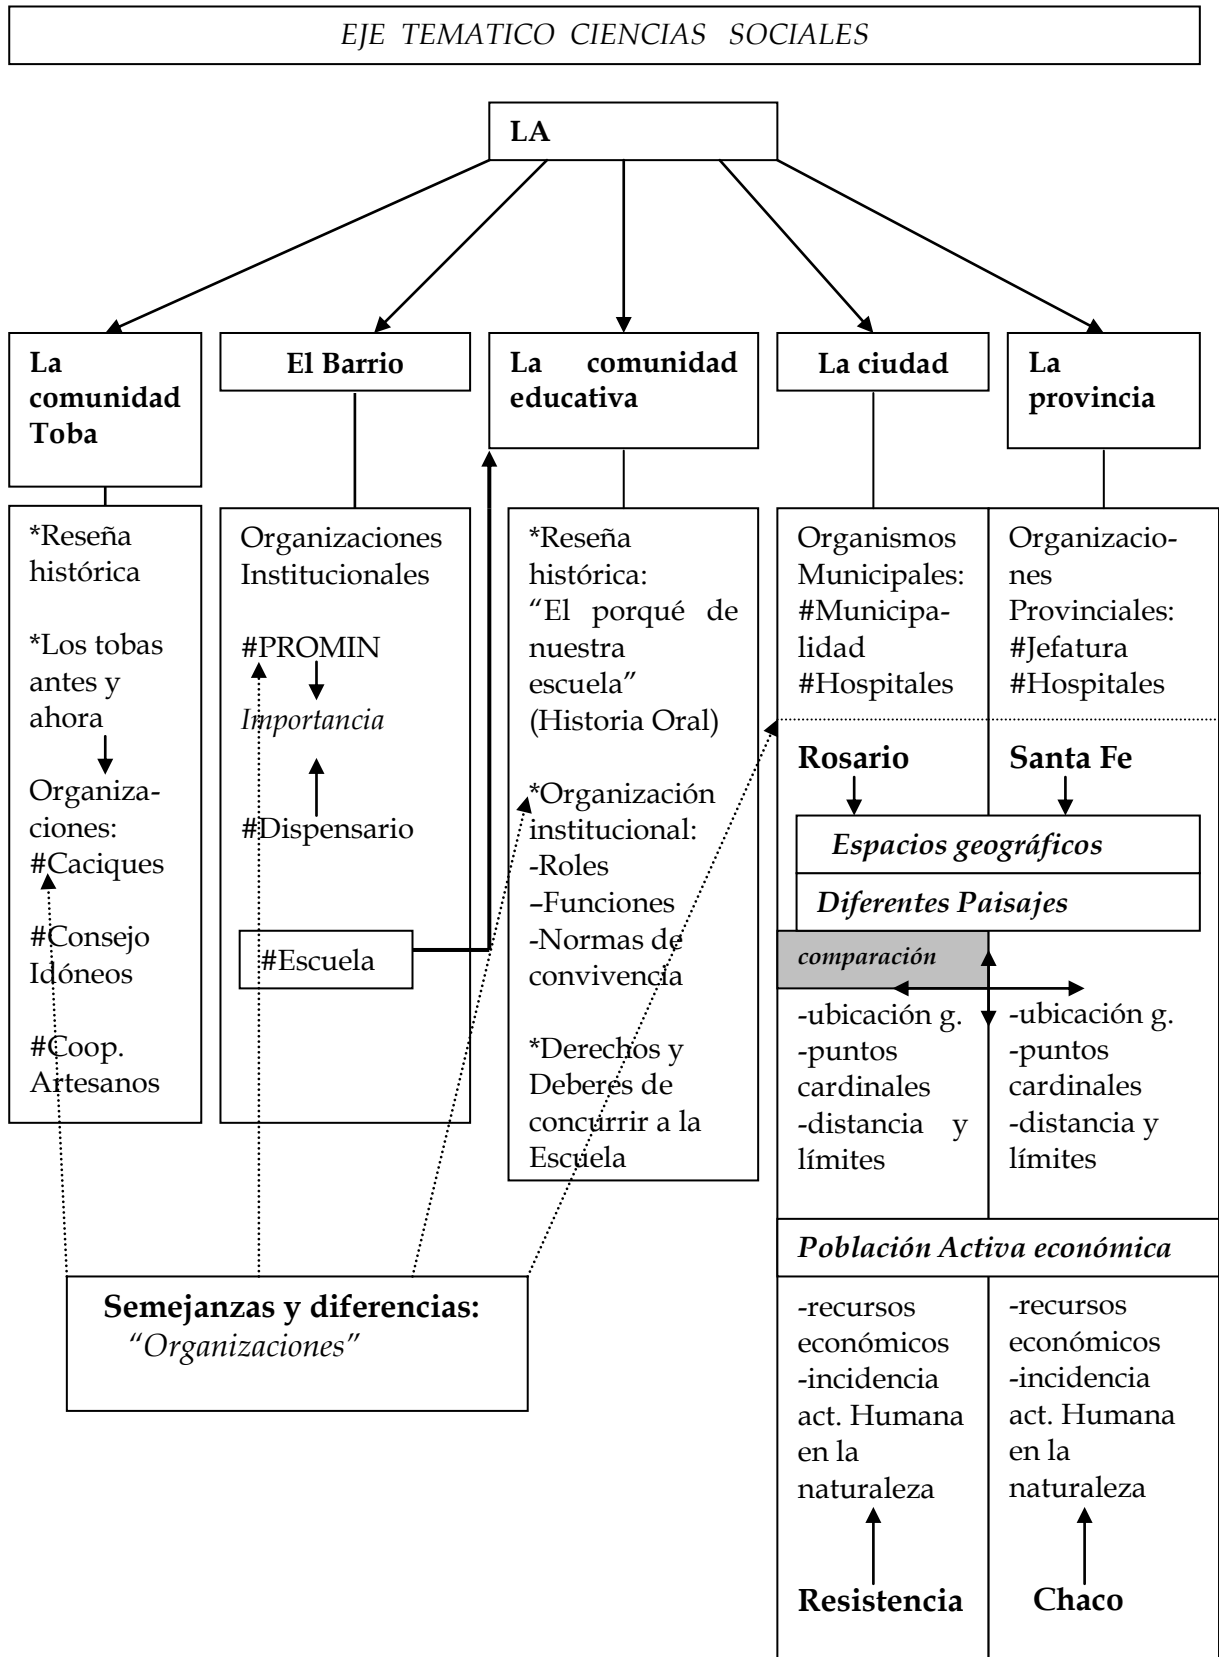 EJE TEMATICO CIENCIAS SOCIALES
LA
La
comunidad
Toba
El Barrio
La comunidad
educativa
La ciudad
La
provincia
*Reseña
histórica
*Los tobas
antes y
ahora
Organiza-
ciones:
#Caciques
#Consejo
Idóneos
#Coop.
Artesanos
Organizaciones
Institucionales
#PROMIN
Importancia
#Dispensario
#Escuela
*Reseña
histórica:
“El porqué de
nuestra
escuela”
(Historia Oral)
*Organización
institucional:
-Roles
–Funciones
-Normas de
convivencia
*Derechos y
Deberes de
concurrir a la
Escuela
Organismos
Municipales:
#Municipa-
lidad
#Hospitales
Organizacio-
nes
Provinciales:
#Jefatura
#Hospitales
Rosario
Santa Fe
Espacios geográficos
Diferentes Paisajes
comparación
-ubicación g.
-puntos
cardinales
-distancia y
límites
-ubicación g.
-puntos
cardinales
-distancia y
límites
Población Activa económica
-recursos
económicos
-incidencia
act. Humana
en la
naturaleza
-recursos
económicos
-incidencia
act. Humana
en la
naturaleza
Resistencia
Chaco
Semejanzas y diferencias:
“Organizaciones”